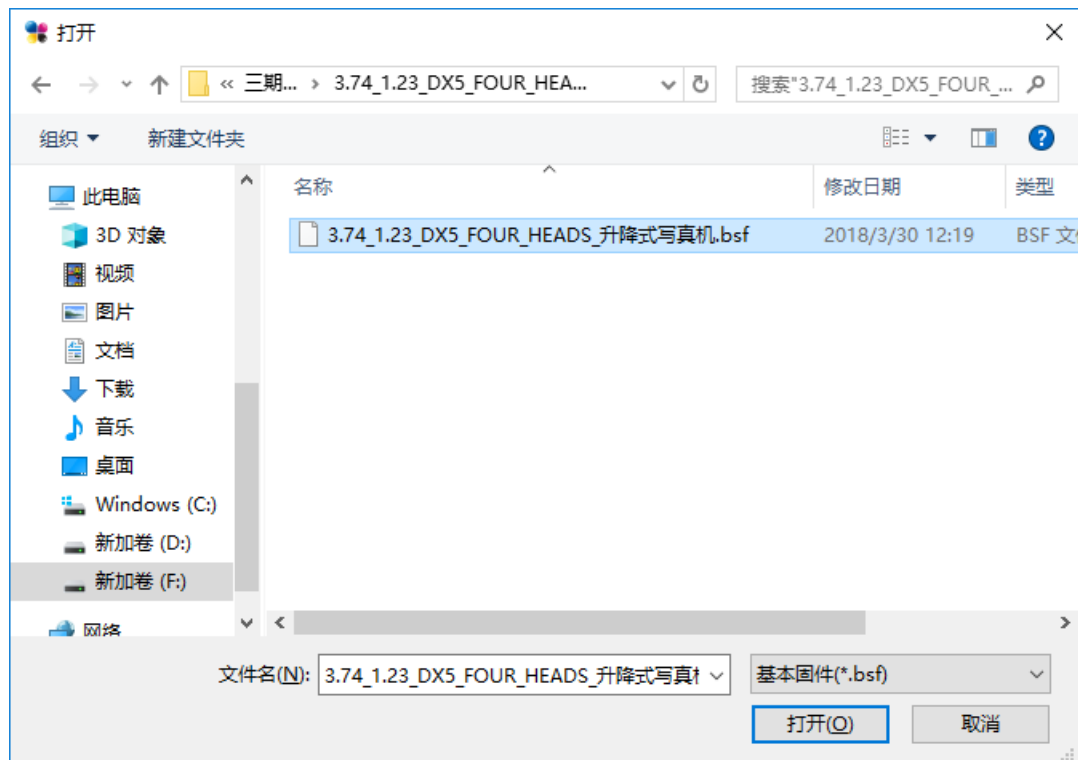 打开
« 三期... › 3.74_1.23_DX5_FOUR_HEA...
搜索"3.74_1.23_DX5_FOUR_...
组织 新建文件夹
名称 修改日期 类型
3.74_1.23_DX5_FOUR_HEADS_升降式写真机.bsf 2018/3/30 12:19 BSF 文
此电脑
3D 对象
视频
图片
文档
下载
音乐
桌面
Windows (C:)
新加卷 (D:)
新加卷 (F:)
网络
文件名(N): 3.74_1.23_DX5_FOUR_HEADS_升降式写真 基本固件(*.bsf)
打开(O) 取消